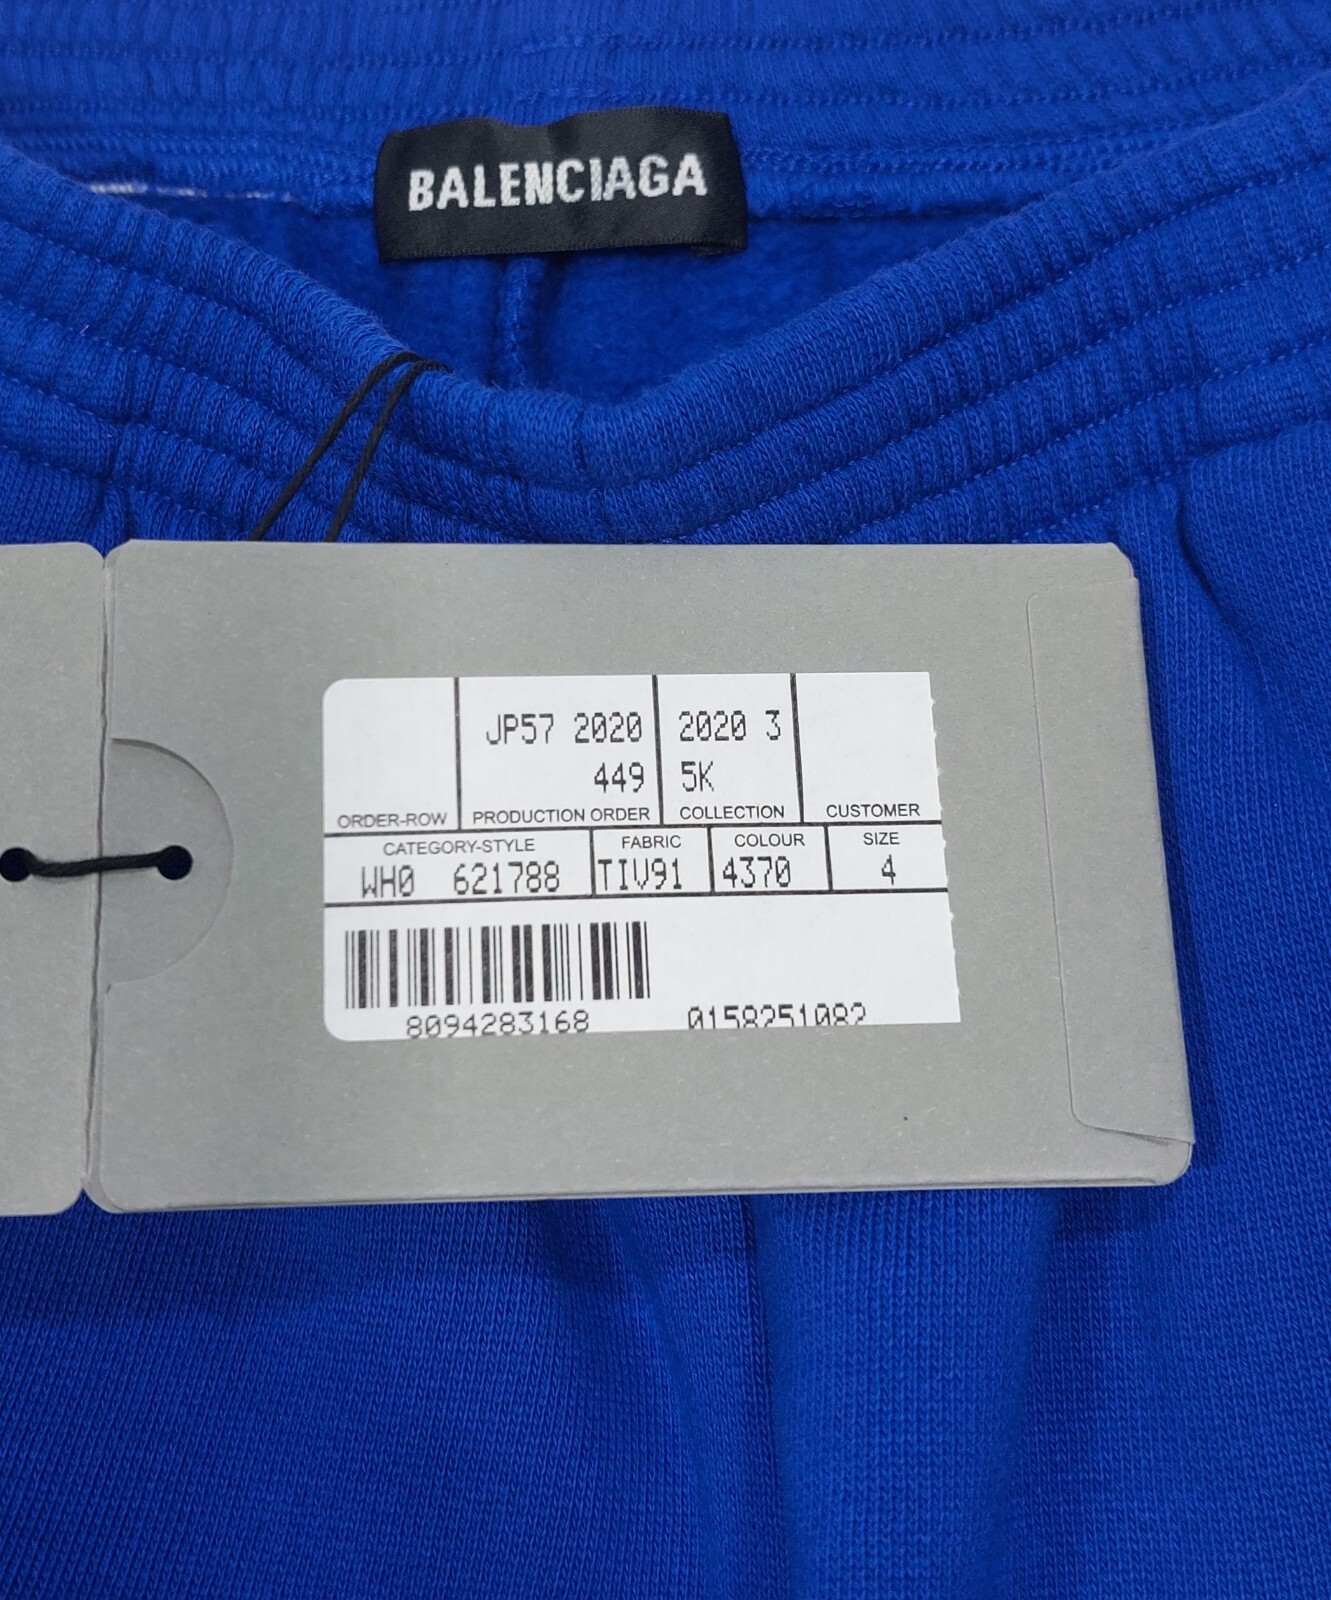 BALENCIAGA
JP57 2020 2020 3
449 5K
ORDER-ROW PRODUCTION ORDER COLLECTION CUSTOMER
CATEGORY-STYLE FABRIC COLOUR SIZE
WH0 621788 TIV91 4370 4
8094283168 0158251082